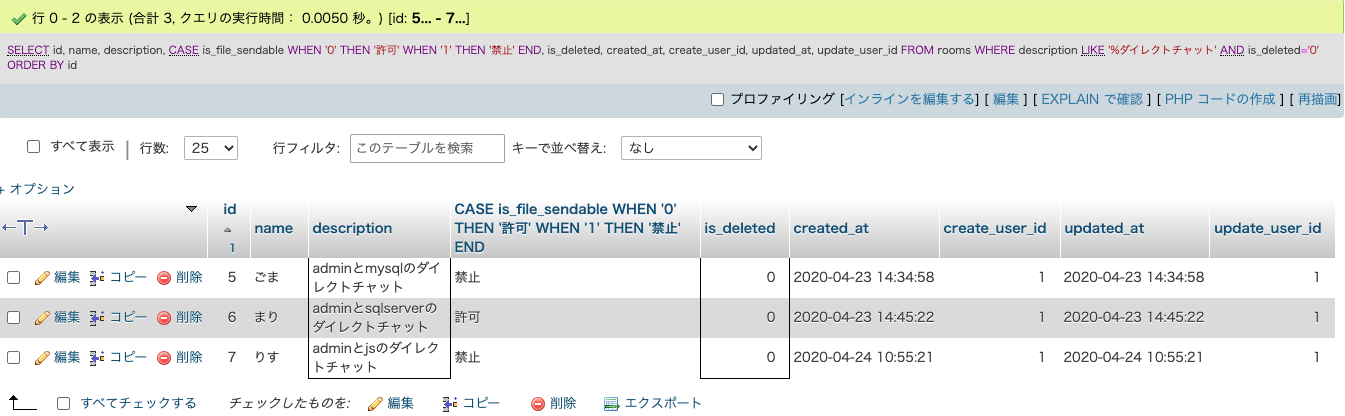 行 0 - 2 の表示 (合計 3, クエリの実行時間： 0.0050 秒。) [id: 5... - 7...]
SELECT id, name, description, CASE is_file_sendable WHEN '0' THEN '許可' WHEN '1' THEN '禁止' END, is_deleted, created_at, create_user_id, updated_at, update_user_id FROM rooms WHERE description LIKE '%ダイレクトチャット' AND is_deleted='0'
ORDER BY id
プロファイリング [インラインを編集する] [ 編集 ] [ EXPLAIN で確認 ] [ PHP コードの作成 ] [ 再描画]
すべて表示 | 行数: 25 行フィルタ: このテーブルを検索 キーで並べ替え: なし
+ オプション
←T→ id 1 name description CASE is_file_sendable WHEN '0'
THEN '許可' WHEN '1' THEN '禁止'
END is_deleted created_at create_user_id updated_at update_user_id
編集 コピー 削除 5 ごま adminとmysqlのダイ
レクトチャット 禁止 0 2020-04-23 14:34:58 1 2020-04-23 14:34:58 1
編集 コピー 削除 6 まり adminとsqlserverの
ダイレクトチャット 許可 0 2020-04-23 14:45:22 1 2020-04-23 14:45:22 1
編集 コピー 削除 7 りす adminとjsのダイレク
トチャット 禁止 0 2020-04-24 10:55:21 1 2020-04-24 10:55:21 1
すべてチェックする チェックしたものを: 編集 コピー 削除 エクスポート